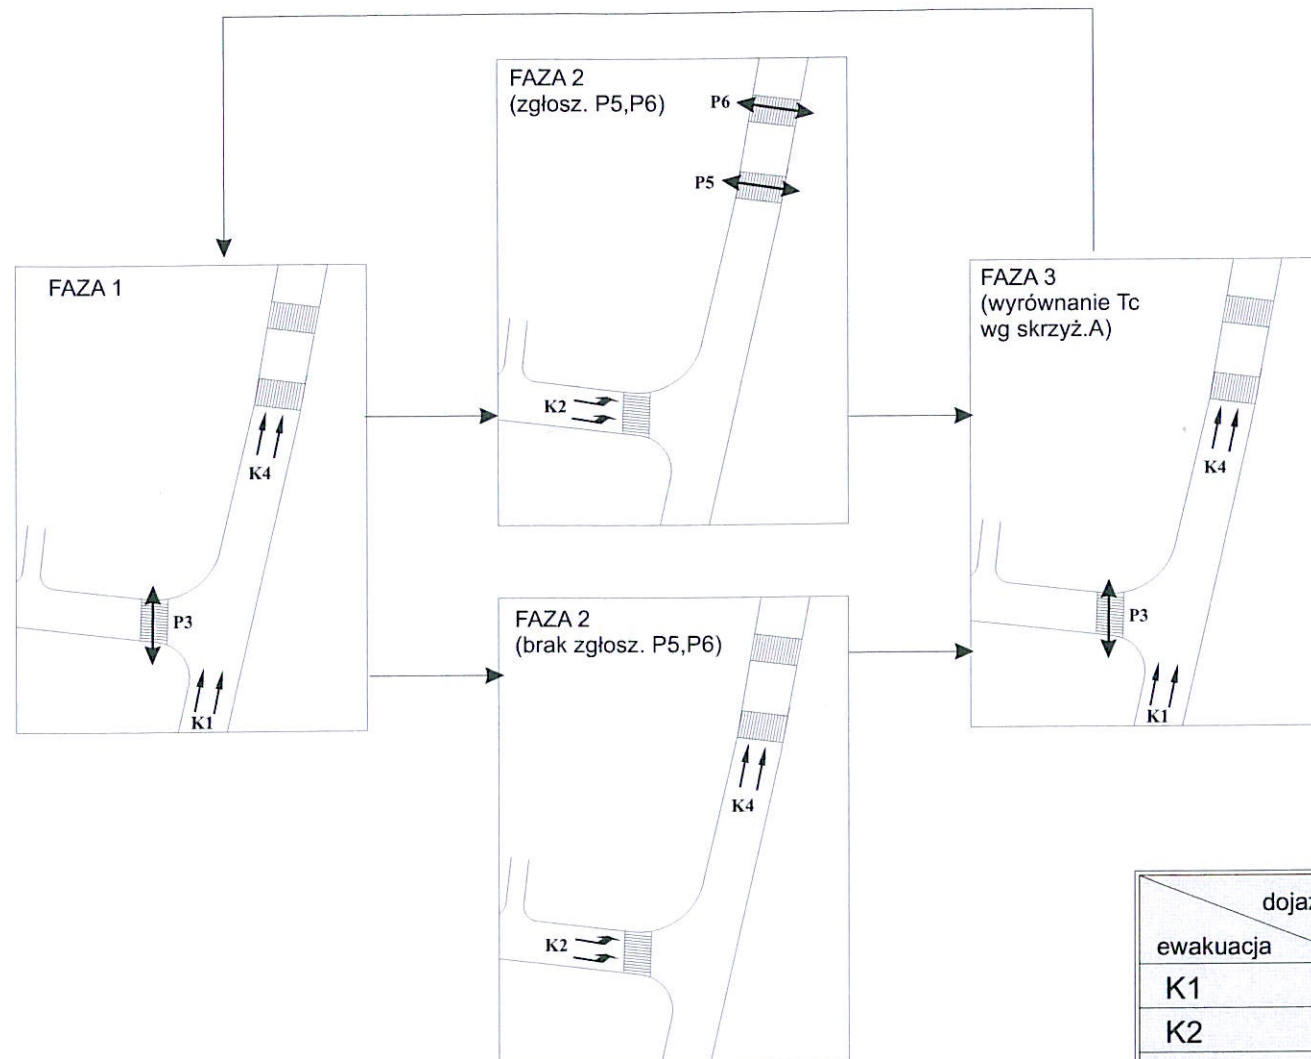 FAZA 1
K4
P3
K1
FAZA 2
(zgłosz. P5,P6)
P6
P5
K2
FAZA 2
(brak zgłosz. P5,P6)
K4
K2
FAZA 3
(wyrównanie Tc
wg skrzyż.A)
K4
P3
K1
ewakuacja
K1
K2